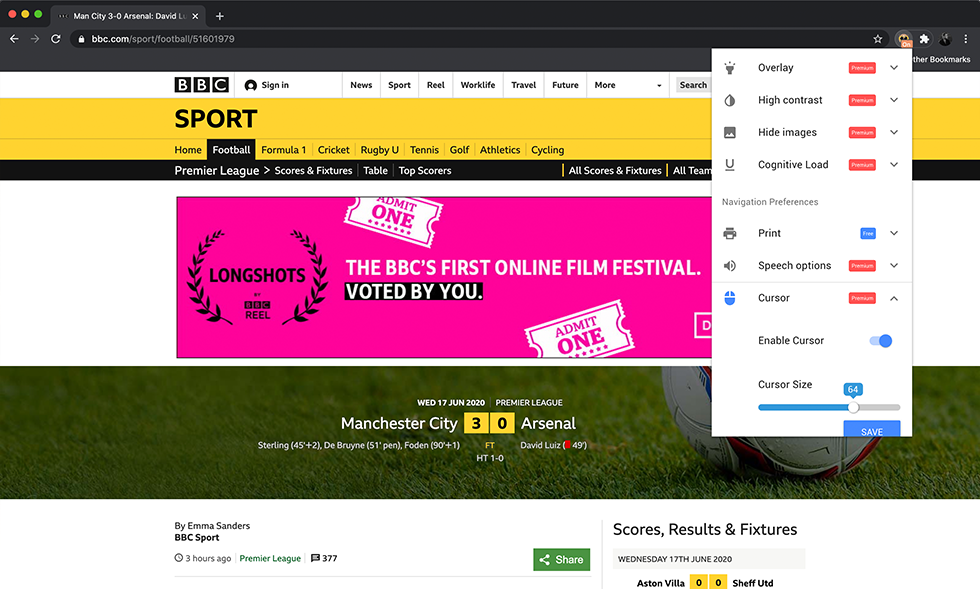 Man City 3-0 Arsenal: David Lu
bbc.com/sport/football/51601979
On
ther Bookmarks
BBC
Sign in
News
Sport
Reel
Worklife
Travel
Future
More
Search
SPORT
Home
Football
Formula 1
Cricket
Rugby U
Tennis
Golf
Athletics
Cycling
Premier League >
Scores & Fixtures
Table
Top Scorers
All Scores & Fixtures
All Team
LONGSHOTS
BY
BBC
REEL
ADMIT
ONE
THE BBC'S FIRST ONLINE FILM FESTIVAL.
VOTED BY YOU.
ADMIT
ONE
D
Overlay Premium
High contrast Premium
Hide images Premium
Cognitive Load Premium
Navigation Preferences
Print Free
Speech options Premium
Cursor Premium
Enable Cursor
Cursor Size
64
SAVE
WED 17 JUN 2020 PREMIER LEAGUE
Manchester City 3 0 Arsenal
Sterling (45'+2), De Bruyne (51' pen), Foden (90'+1)
FT
David Luiz (49')
HT 1-0
By Emma Sanders
BBC Sport
3 hours ago
Premier League
377
Share
Scores, Results & Fixtures
WEDNESDAY 17TH JUNE 2020
Aston Villa 0 0 Sheff Utd